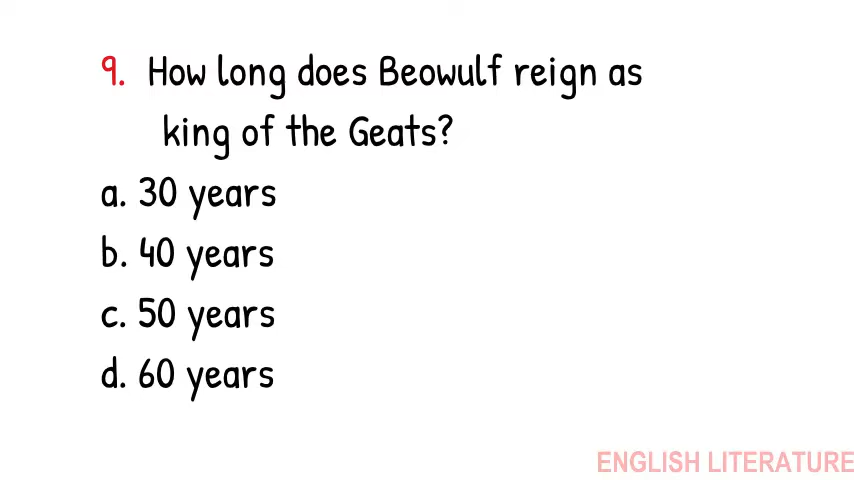 9. How long does Beowulf reign as
king of the Geats?
a. 30 years
b. 40 years
c. 50 years
d. 60 years
ENGLISH LITERATURE